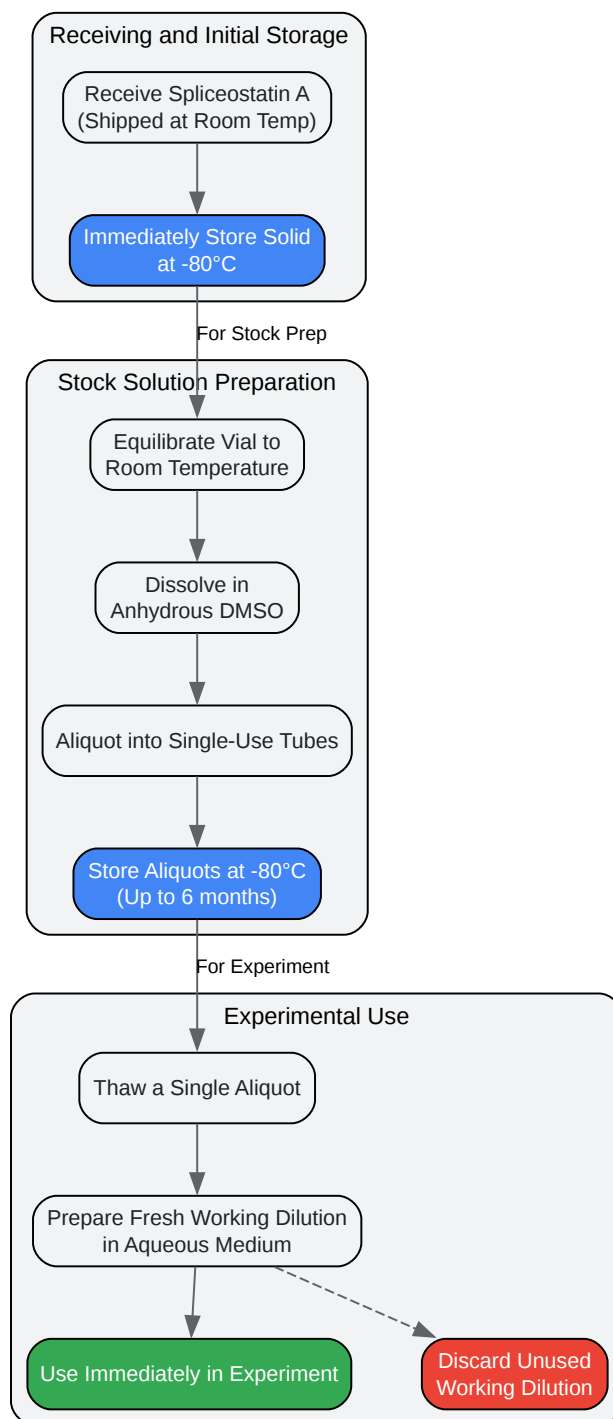 Receiving and Initial Storage
Receive Spliceostatin A
(Shipped at Room Temp)
Immediately Store Solid
at -80°C
For Stock Prep
Stock Solution Preparation
Equilibrate Vial to
Room Temperature
Dissolve in
Anhydrous DMSO
Aliquot into Single-Use Tubes
Store Aliquots at -80°C
(Up to 6 months)
For Experiment
Experimental Use
Thaw a Single Aliquot
Prepare Fresh Working Dilution
in Aqueous Medium
Use Immediately in Experiment
Discard Unused
Working Dilution